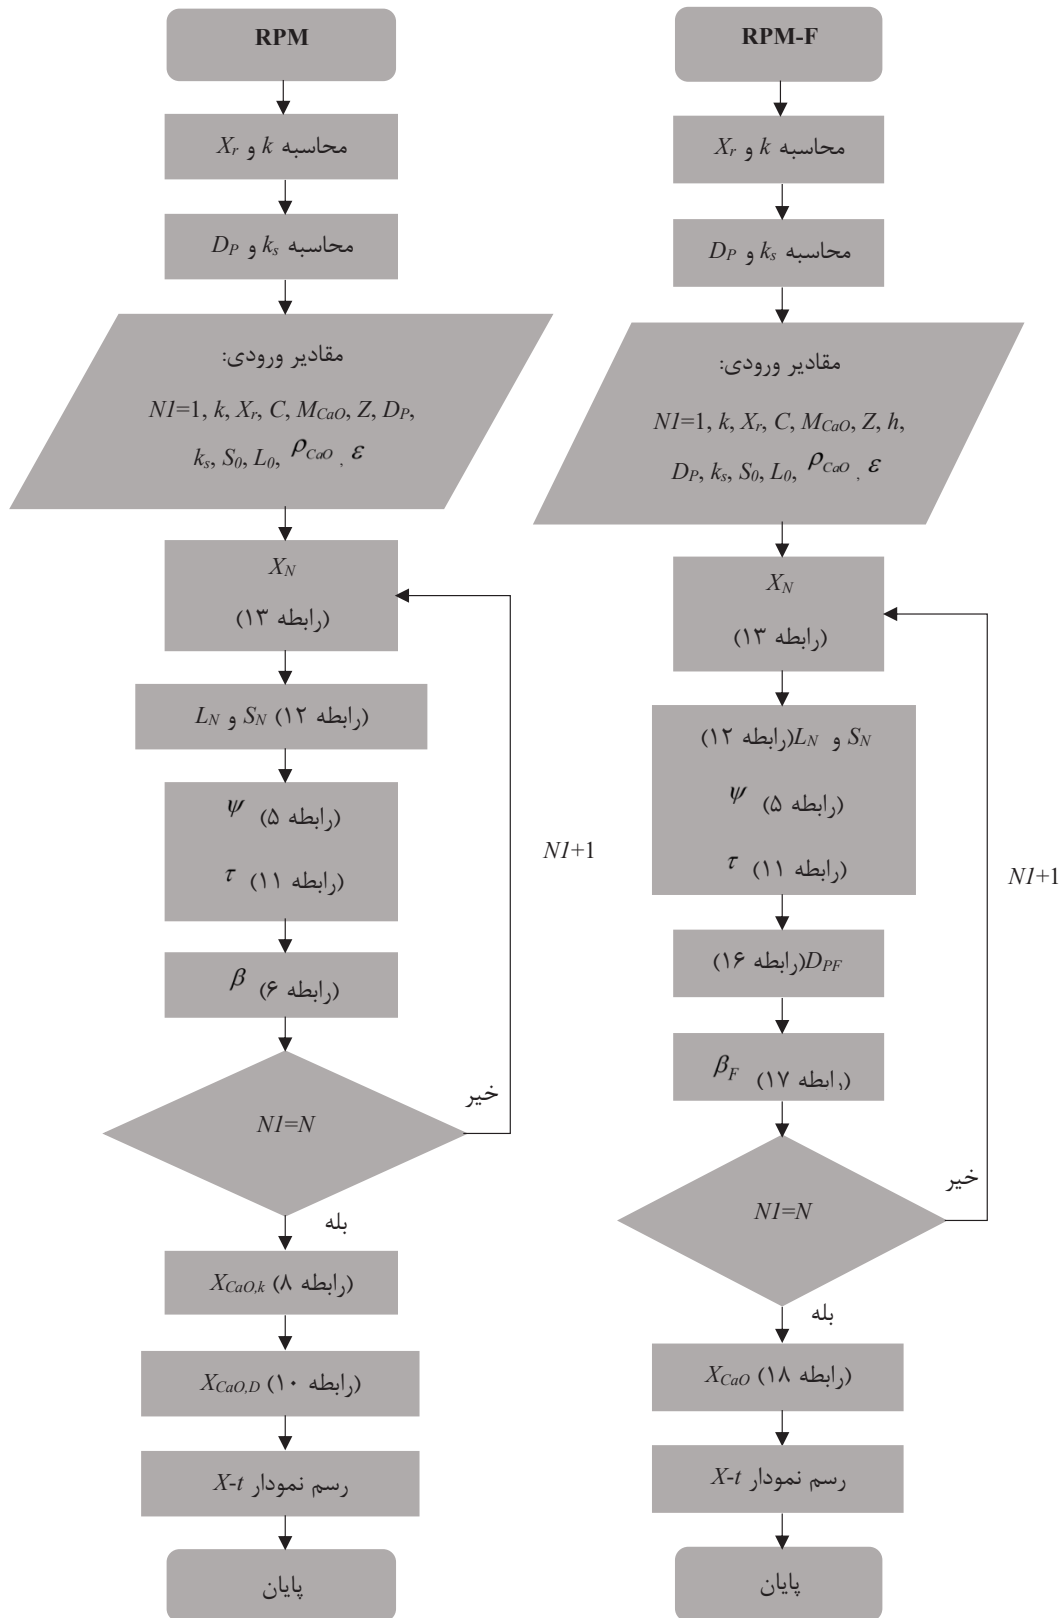 RPM
محاسبه k و Xr
محاسبه ks و DP
مقادیر ورودی:
N1=1, k, Xr, C, MCaO, Z, DP,
ks, S0, L0, ρCaO , ε
XN
(رابطه ۱۳)
LN و SN (رابطه ۱۲)
ψ (رابطه ۵)
τ (رابطه ۱۱)
β (رابطه ۶)
N1=N
خیر
N1+1
بله
XCaO,k (رابطه ۸)
XCaO,D (رابطه ۱۰)
رسم نمودار X-t
پایان
RPM-F
محاسبه k و Xr
محاسبه ks و DP
مقادیر ورودی:
N1=1, k, Xr, C, MCaO, Z, h,
DP, ks, S0, L0, ρCaO , ε
XN
(رابطه ۱۳)
SN و LN(رابطه ۱۲)
ψ (رابطه ۵)
τ (رابطه ۱۱)
DPF(رابطه ۱۶)
βF (رابطه ۱۷)
N1=N
خیر
N1+1
بله
XCaO (رابطه ۱۸)
رسم نمودار X-t
پایان